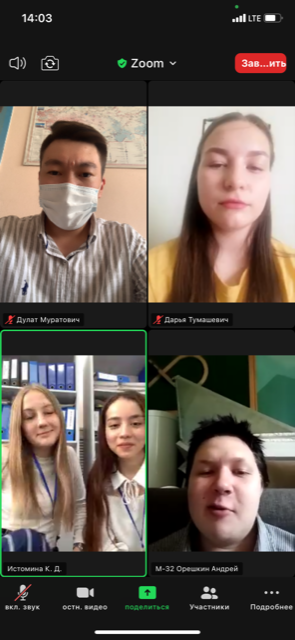 14:03
LTE
Zoom
Зав...ить
Дулат Муратович
Дарья Тумашевич
Истомина К. Д.
М-32 Орешкин Андрей
вкл. звук
остн. видео
поделиться
Участники
Подробнее